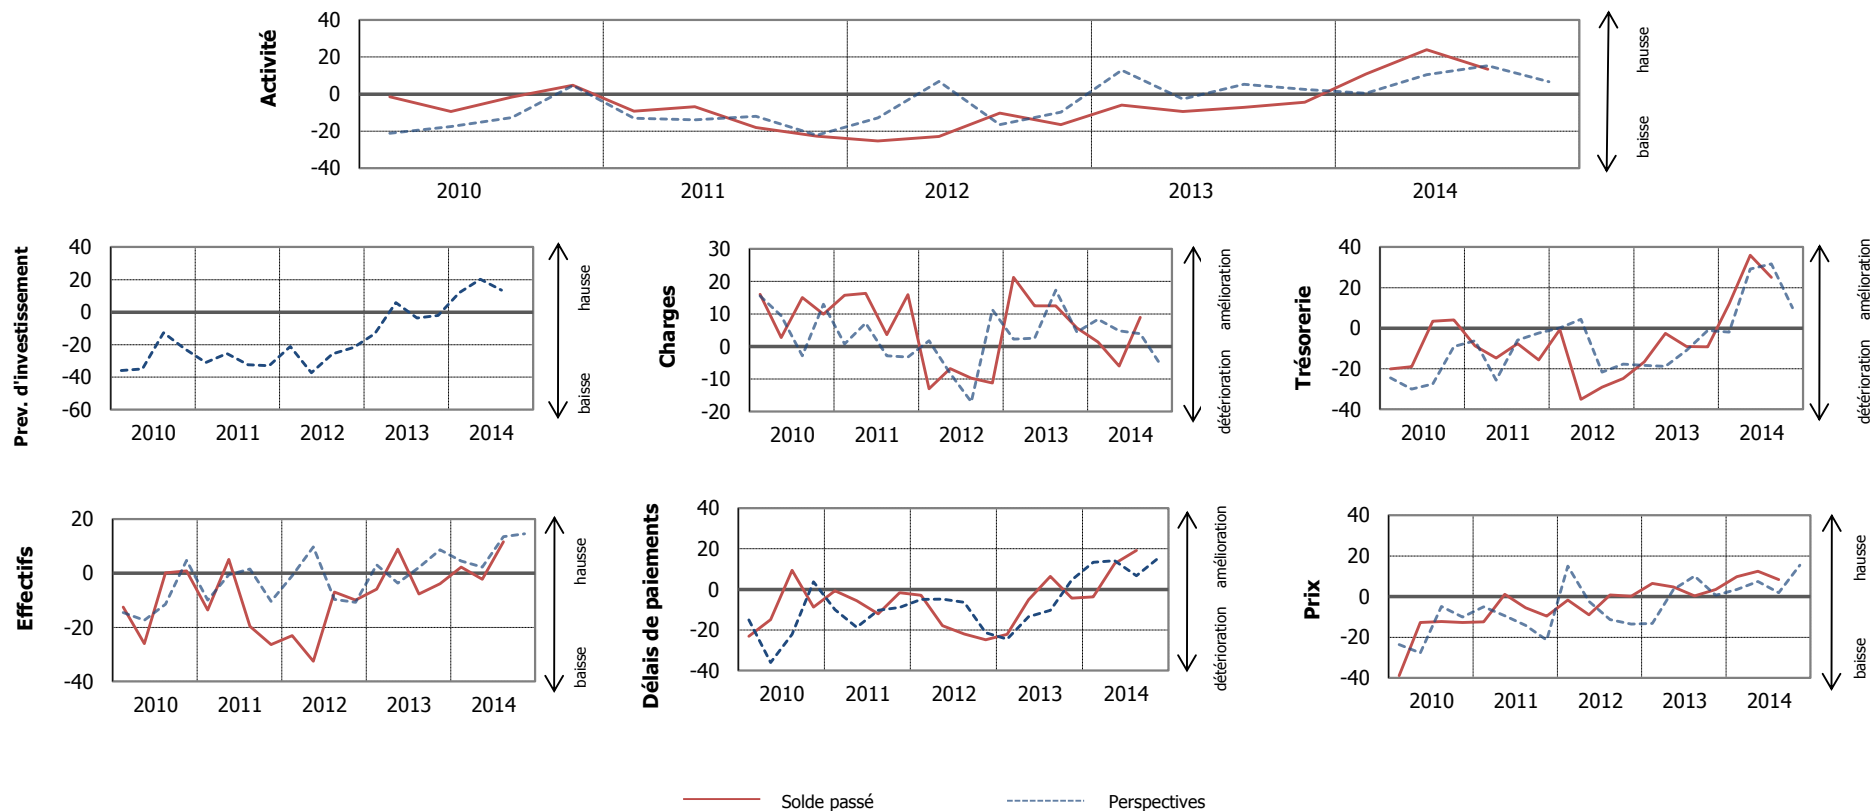 Activité
40
20
0
-20
-40
2010 2011 2012 2013 2014
hausse
baisse
Prev. d'investissement
40
20
0
-20
-40
-60
2010 2011 2012 2013 2014
hausse
baisse
Charges
30
20
10
0
-10
-20
2010 2011 2012 2013 2014
amélioration
détérioration
Trésorerie
40
20
0
-20
-40
2010 2011 2012 2013 2014
amélioration
détérioration
Effectifs
20
0
-20
-40
2010 2011 2012 2013 2014
hausse
baisse
Délais de paiements
40
20
0
-20
-40
2010 2011 2012 2013 2014
amélioration
détérioration
Prix
40
20
0
-20
-40
2010 2011 2012 2013 2014
hausse
baisse
Solde passé Perspectives